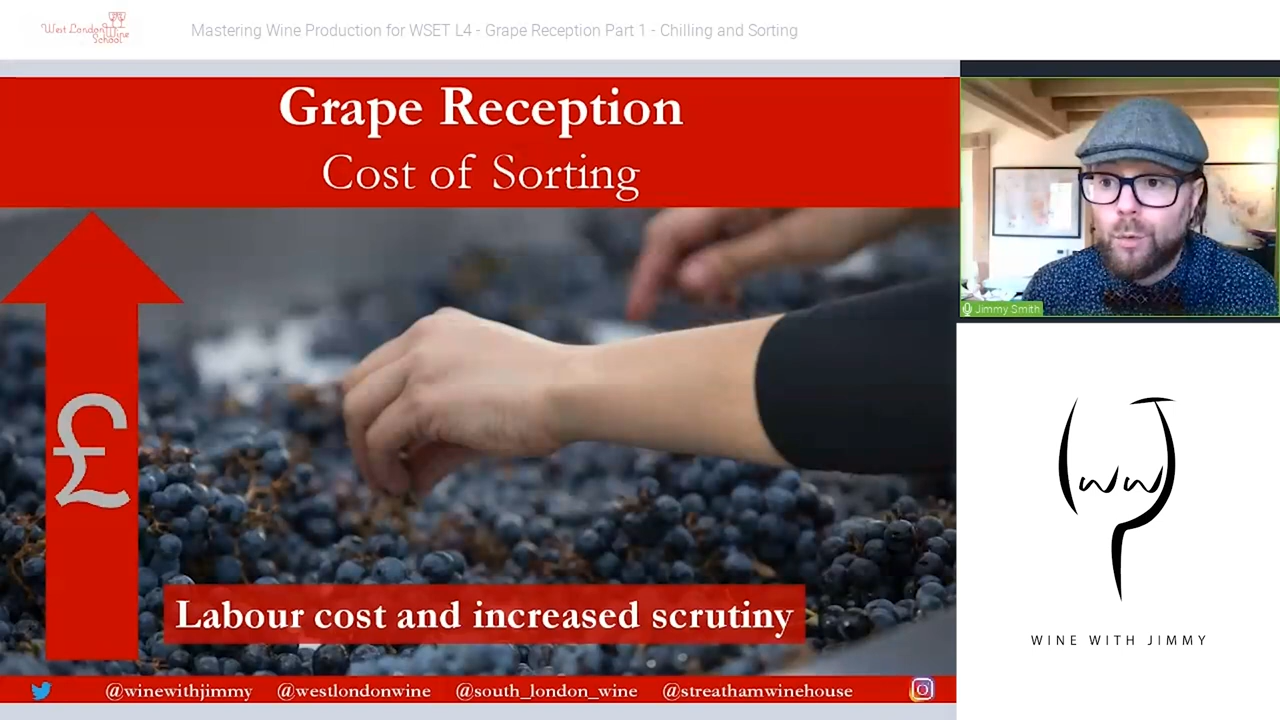 West London Wine
School
Mastering Wine Production for WSET L4 - Grape Reception Part 1 - Chilling and Sorting
Grape Reception
Cost of Sorting
£
Labour cost and increased scrutiny
@winewithjimmy @westlondonwine @south_london_wine @streathamwinehouse
Jimmy Smith
WWJ
WINE WITH JIMMY